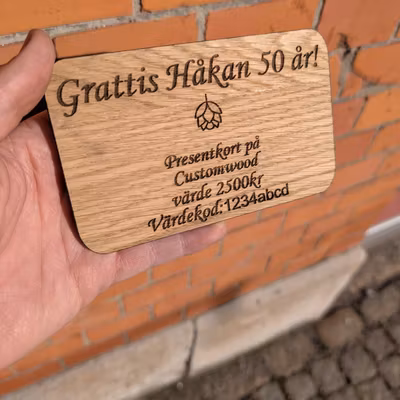 Grattis Håkan 50 år!
Presentkort på
Customwood
värde 2500kr
Värdekod:1234abcd